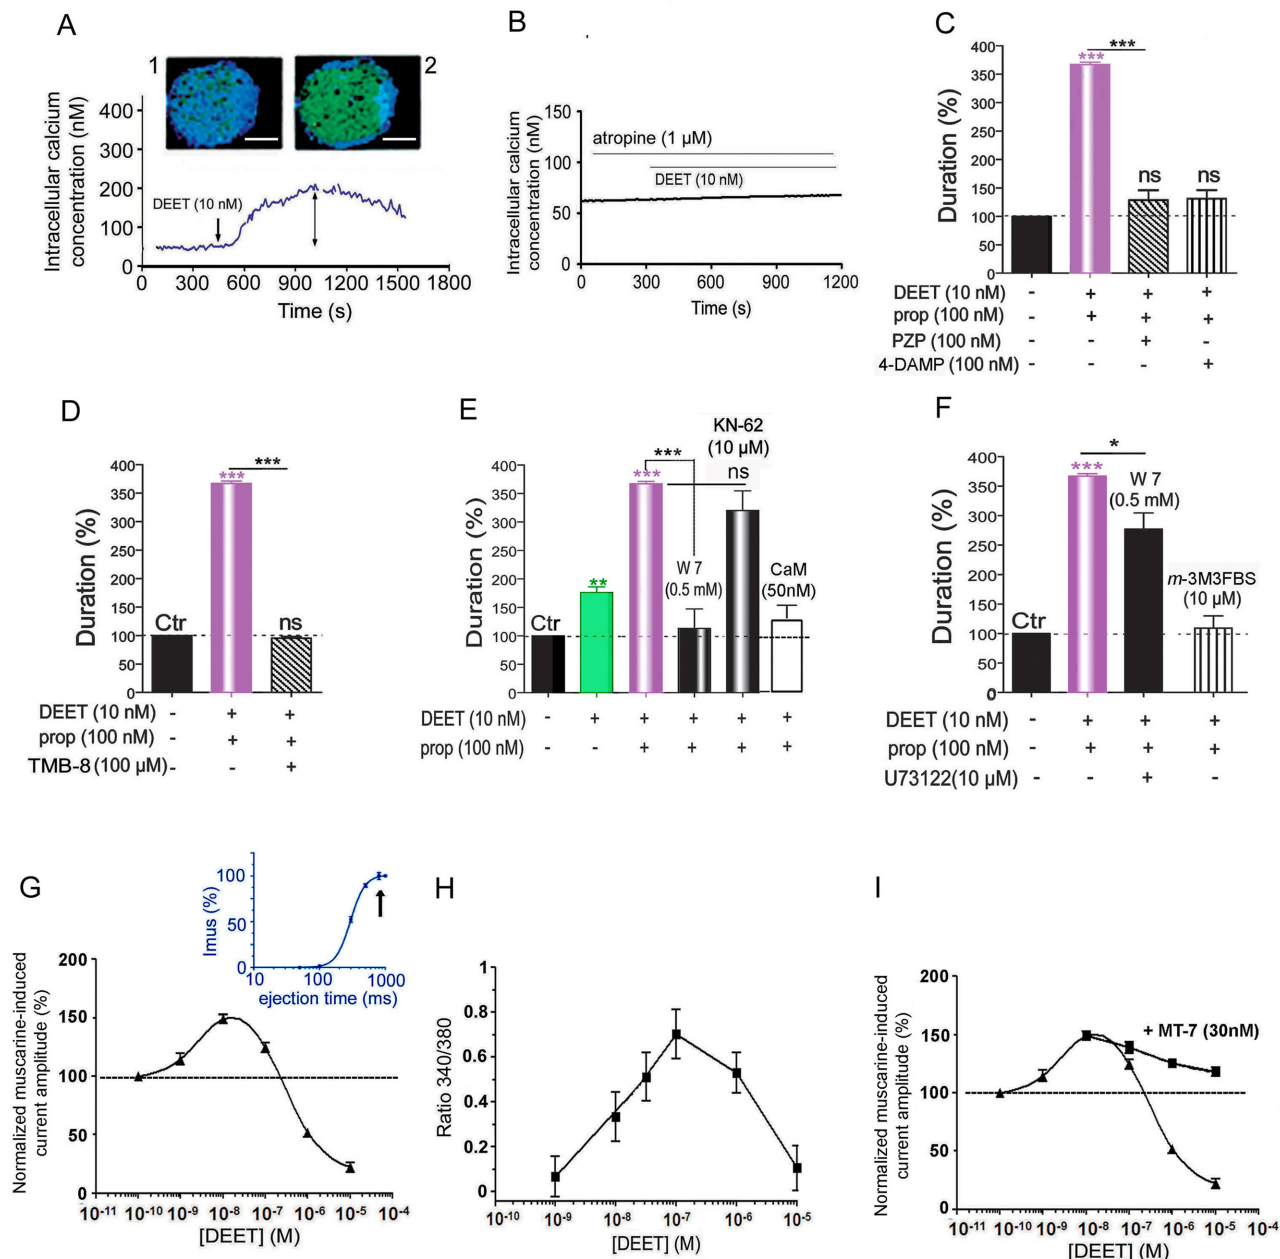 A
1
2
Intracellular calcium
concentration (nM)
400
300
200
100
0
DEET (10 nM)
0 300 600 900 1200 1500 1800
Time (s)
B
Intracellular calcium
concentration (nM)
150
100
50
0
atropine (1 µM)
DEET (10 nM)
0 300 600 900 1200
Time (s)
C
Duration (%)
400
350
300
250
200
150
100
50
0
***
***
ns
ns
DEET (10 nM) - + + +
prop (100 nM) - + + +
PZP (100 nM) - - + -
4-DAMP (100 nM) - - - +
D
Duration (%)
400
350
300
250
200
150
100
50
0
***
***
Ctr
ns
DEET (10 nM) - + +
prop (100 nM) - + +
TMB-8 (100 µM) - - +
E
Duration (%)
400
350
300
250
200
150
100
50
0
KN-62
(10 µM)
***
***
ns
**
W 7
(0.5 mM)
CaM
(50nM)
Ctr
DEET (10 nM) - + + + + +
prop (100 nM) - - + + + +
F
Duration (%)
400
350
300
250
200
150
100
50
0
*
***
W 7
(0.5 mM)
m-3M3FBS
(10 µM)
Ctr
DEET (10 nM) - + + +
prop (100 nM) - + + +
U73122(10 µM) - - + -
G
Imus (%)
100
50
0
10 100 1000
ejection time (ms)
Normalized muscarine-induced
current amplitude (%)
200
150
100
50
0
10-11 10-10 10-9 10-8 10-7 10-6 10-5 10-4
[DEET] (M)
H
Ratio 340/380
1
0.8
0.6
0.4
0.2
0
10-10 10-9 10-8 10-7 10-6 10-5
[DEET] (M)
I
Normalized muscarine-induced
current amplitude (%)
200
150
100
50
0
+ MT-7 (30nM)
10-11 10-10 10-9 10-8 10-7 10-6 10-5 10-4
[DEET] (M)